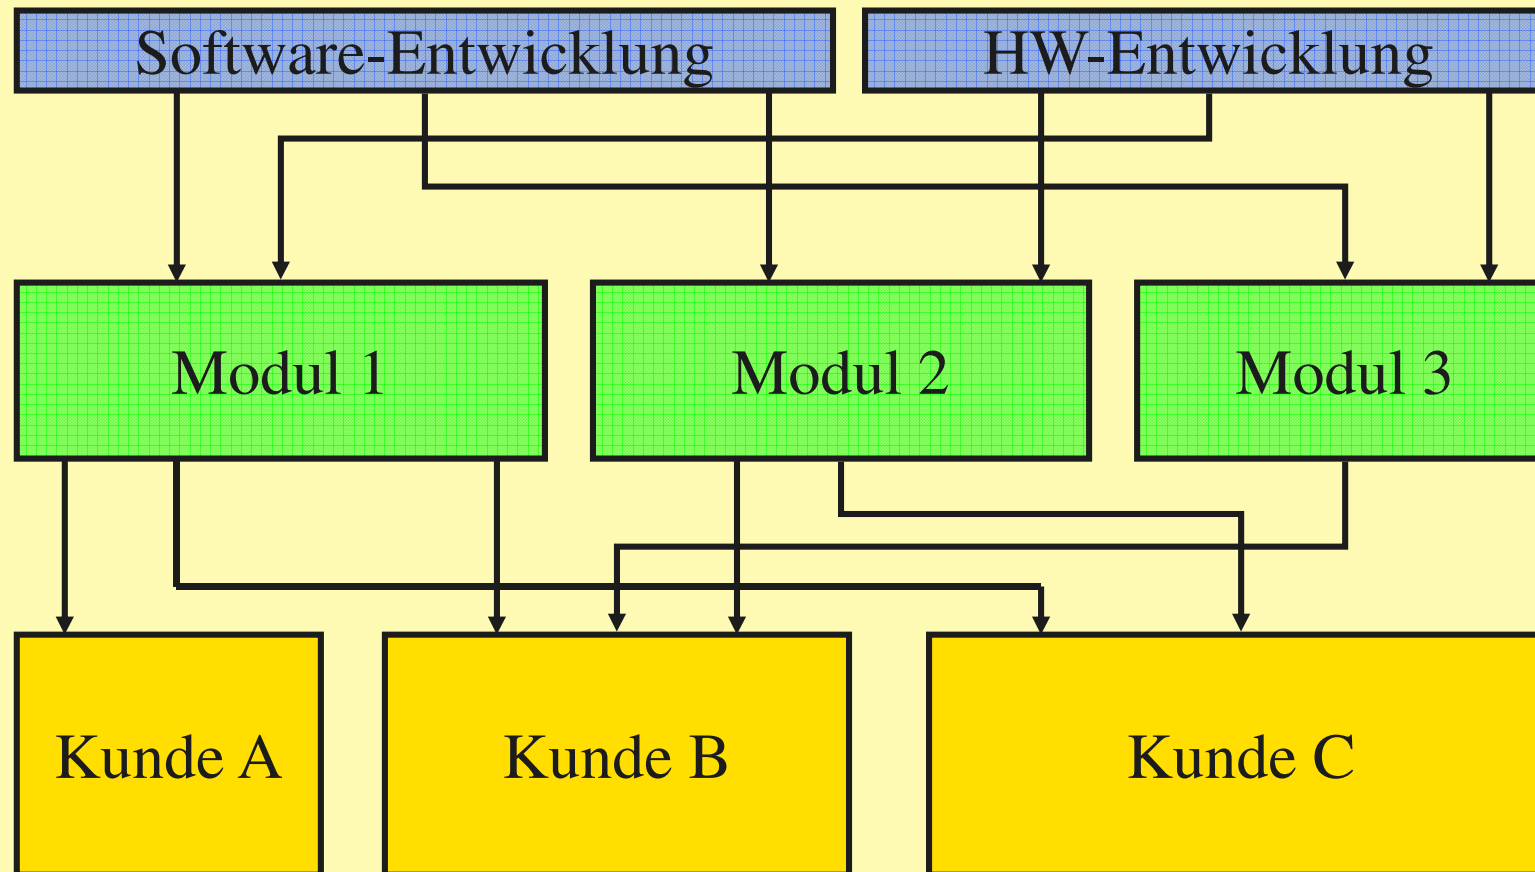 Software-Entwicklung
HW-Entwicklung
Modul 1
Modul 2
Modul 3
Kunde A
Kunde B
Kunde C